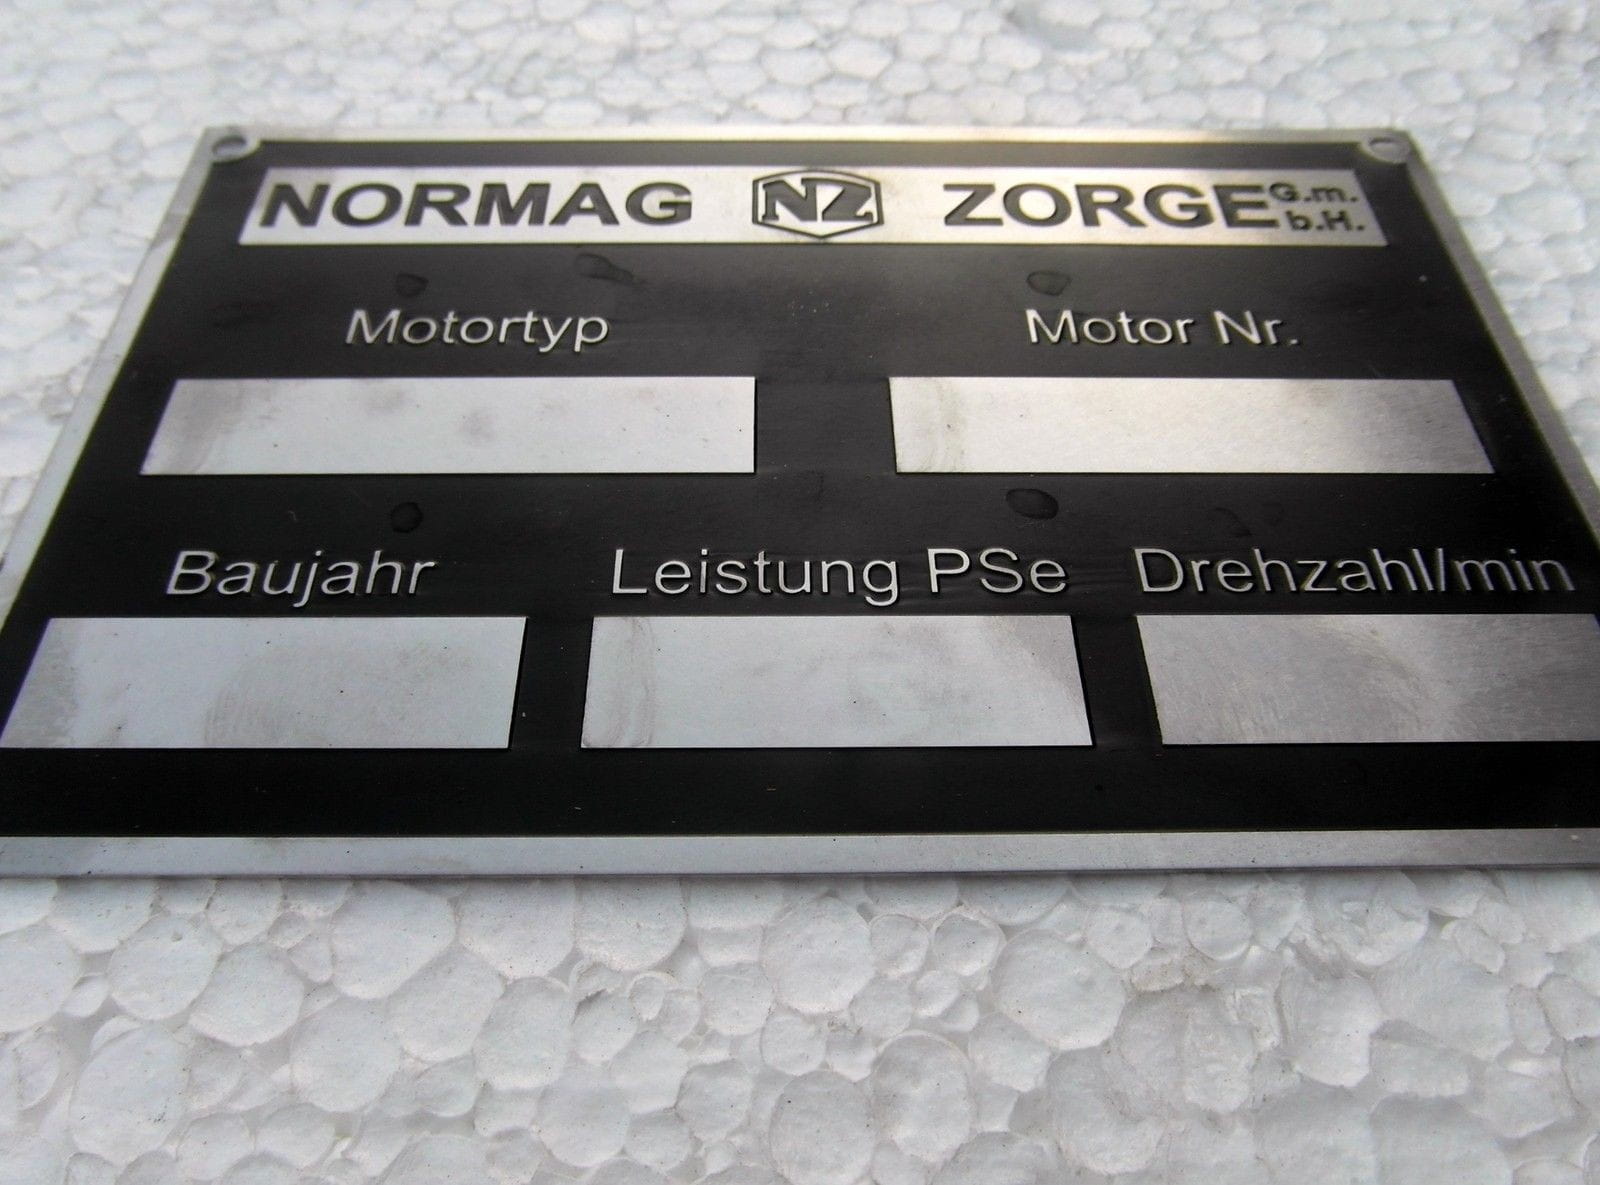 NORMAG NZ ZORGE G.m.
b.H.
Motortyp Motor Nr.
Baujahr Leistung PSe Drehzahl/min